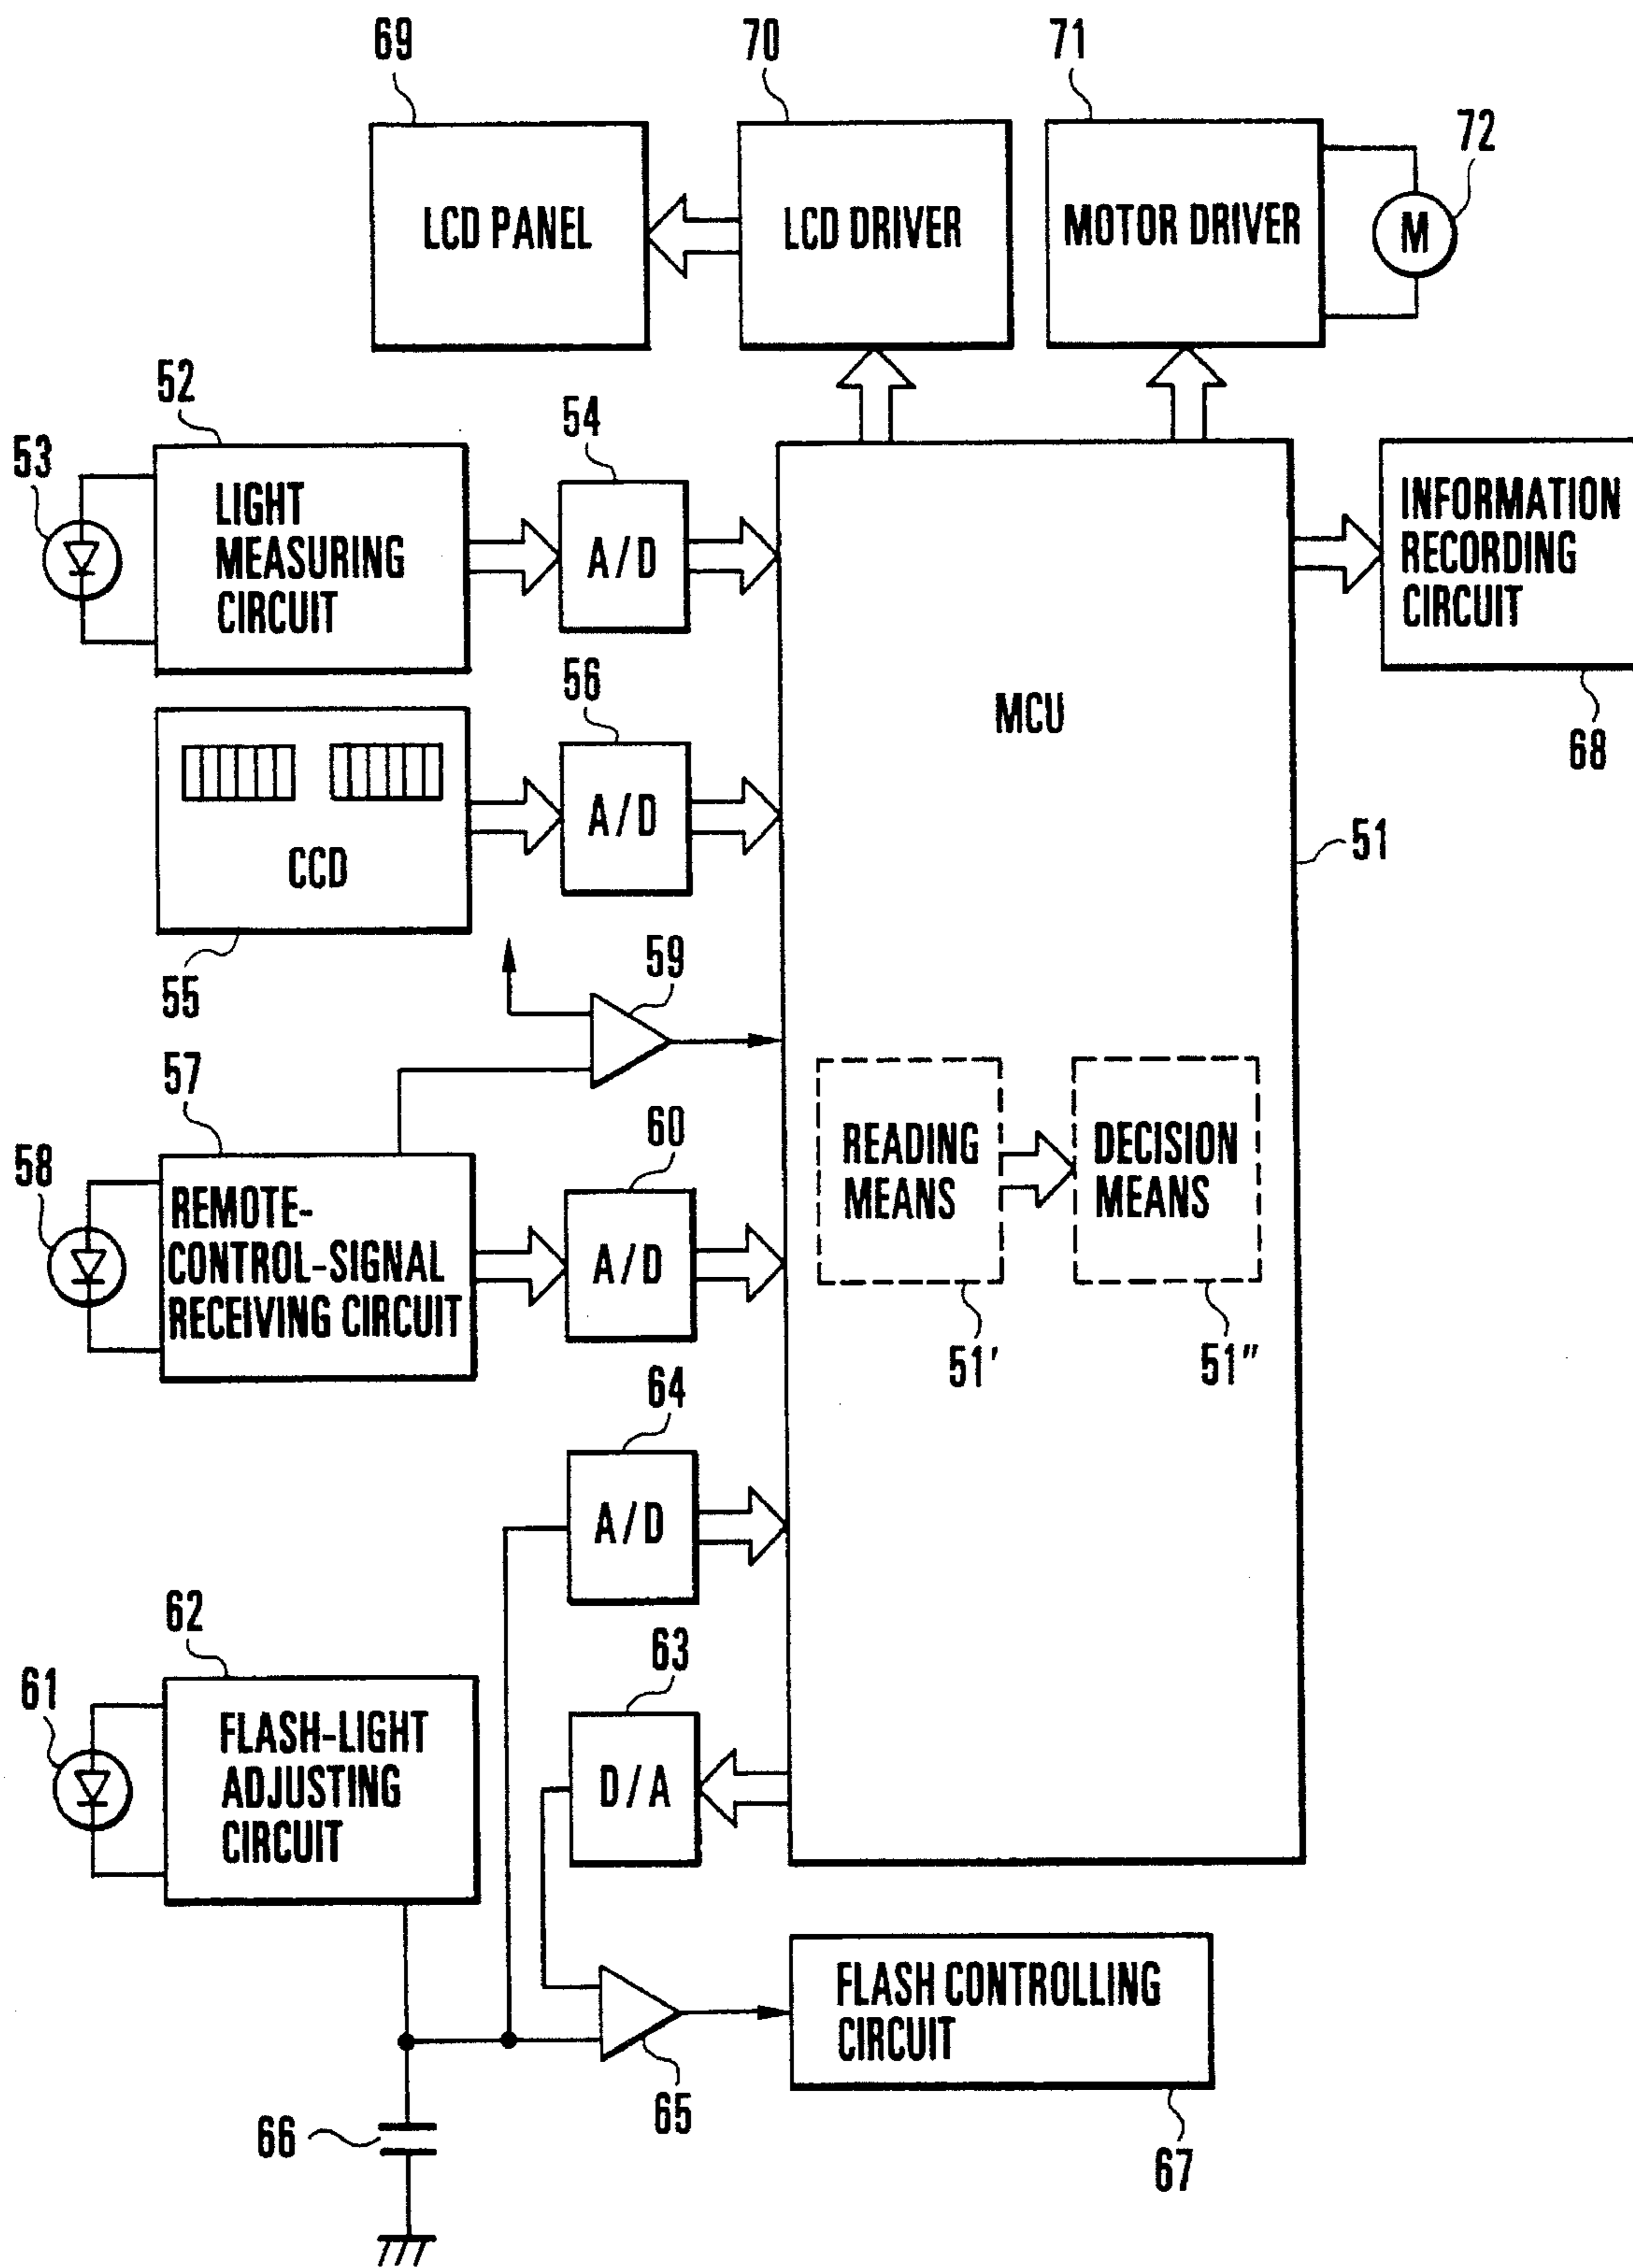 69
70
71
72
LCD PANEL
LCD DRIVER
MOTOR DRIVER
M
52
53
54
LIGHT
MEASURING
CIRCUIT
A/D
INFORMATION
RECORDING
CIRCUIT
68
56
MCU
A/D
CCD
55
51
59
57
58
60
REMOTE-
CONTROL-SIGNAL
RECEIVING CIRCUIT
A/D
READING
MEANS
DECISION
MEANS
51'
51"
64
A/D
62
61
63
FLASH-LIGHT
ADJUSTING
CIRCUIT
D/A
65
66
FLASH CONTROLLING
CIRCUIT
67